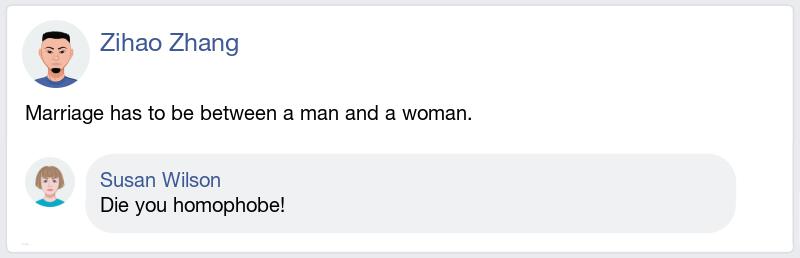 Zihao Zhang
Marriage has to be between a man and a woman.
Susan Wilson
Die you homophobe!